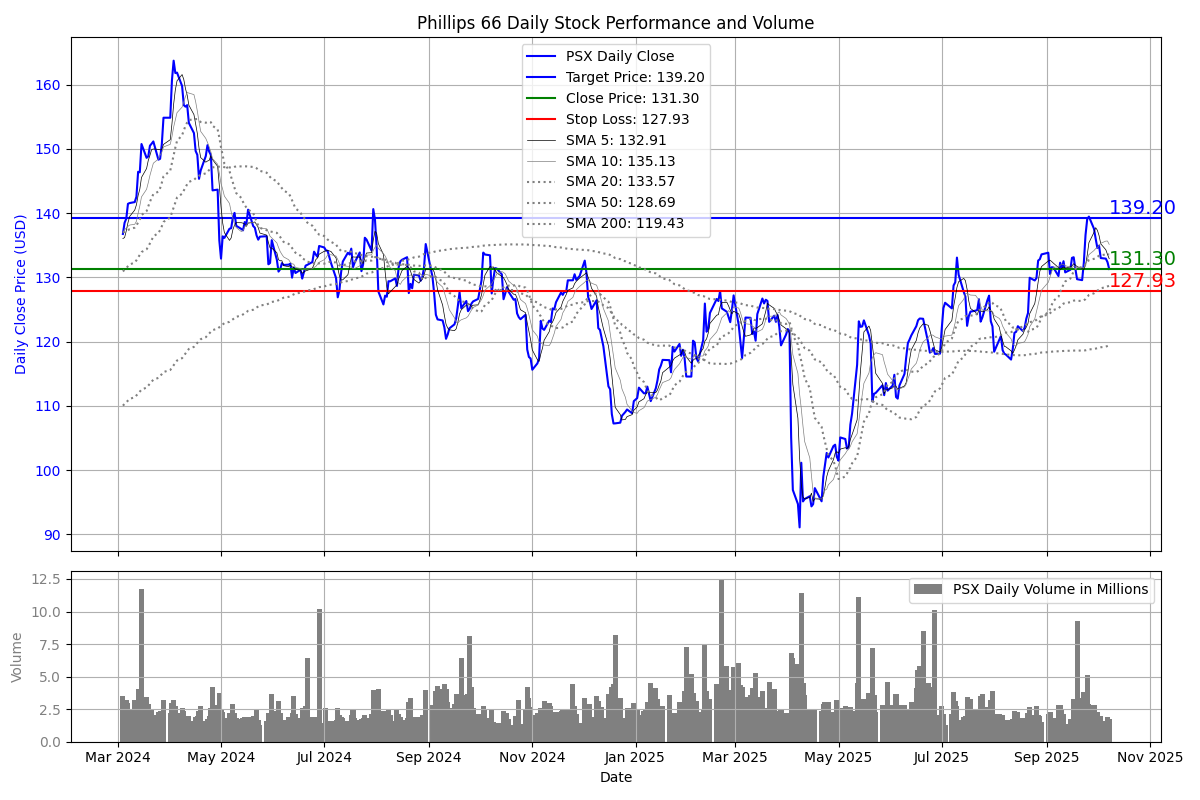 Phillips 66 Daily Stock Performance and Volume
PSX Daily Close
Target Price: 139.20
Close Price: 131.30
Stop Loss: 127.93
SMA 5: 132.91
SMA 10: 135.13
SMA 20: 133.57
SMA 50: 128.69
SMA 200: 119.43
Daily Close Price (USD)
160
150
140
130
120
110
100
90
139.20
131.30
127.93
PSX Daily Volume in Millions
Volume
12.5
10.0
7.5
5.0
2.5
0.0
Mar 2024 May 2024 Jul 2024 Sep 2024 Nov 2024 Jan 2025 Mar 2025 May 2025 Jul 2025 Sep 2025 Nov 2025
Date